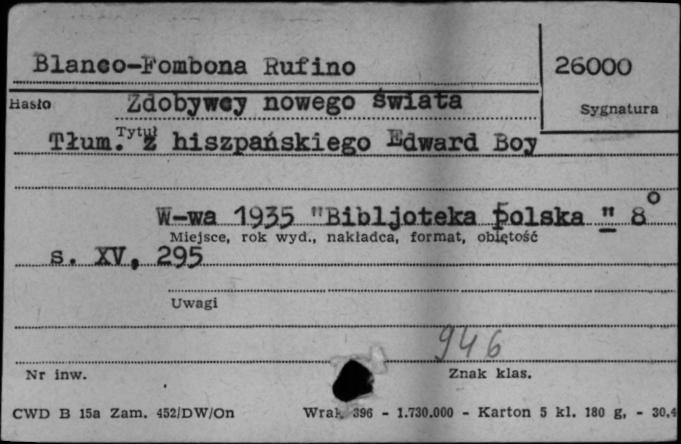 Blanco-Fombona Rufino
26000
Hasło
Zdobywcy nowego świata
Sygnatura
Tytuł
Tłum. z hiszpańskiego Edward Boy
W-wa 1935 "Bibljoteka polska " 8°
Miejsce, rok wyd., nakładca, format, objętość
s. XV, 295
Uwagi
946
Nr inw.
Znak klas.
CWD B 15a Zam. 452/DW/On
396 - 1.730.000 - Karton 5 kl. 180 g, - 30.4